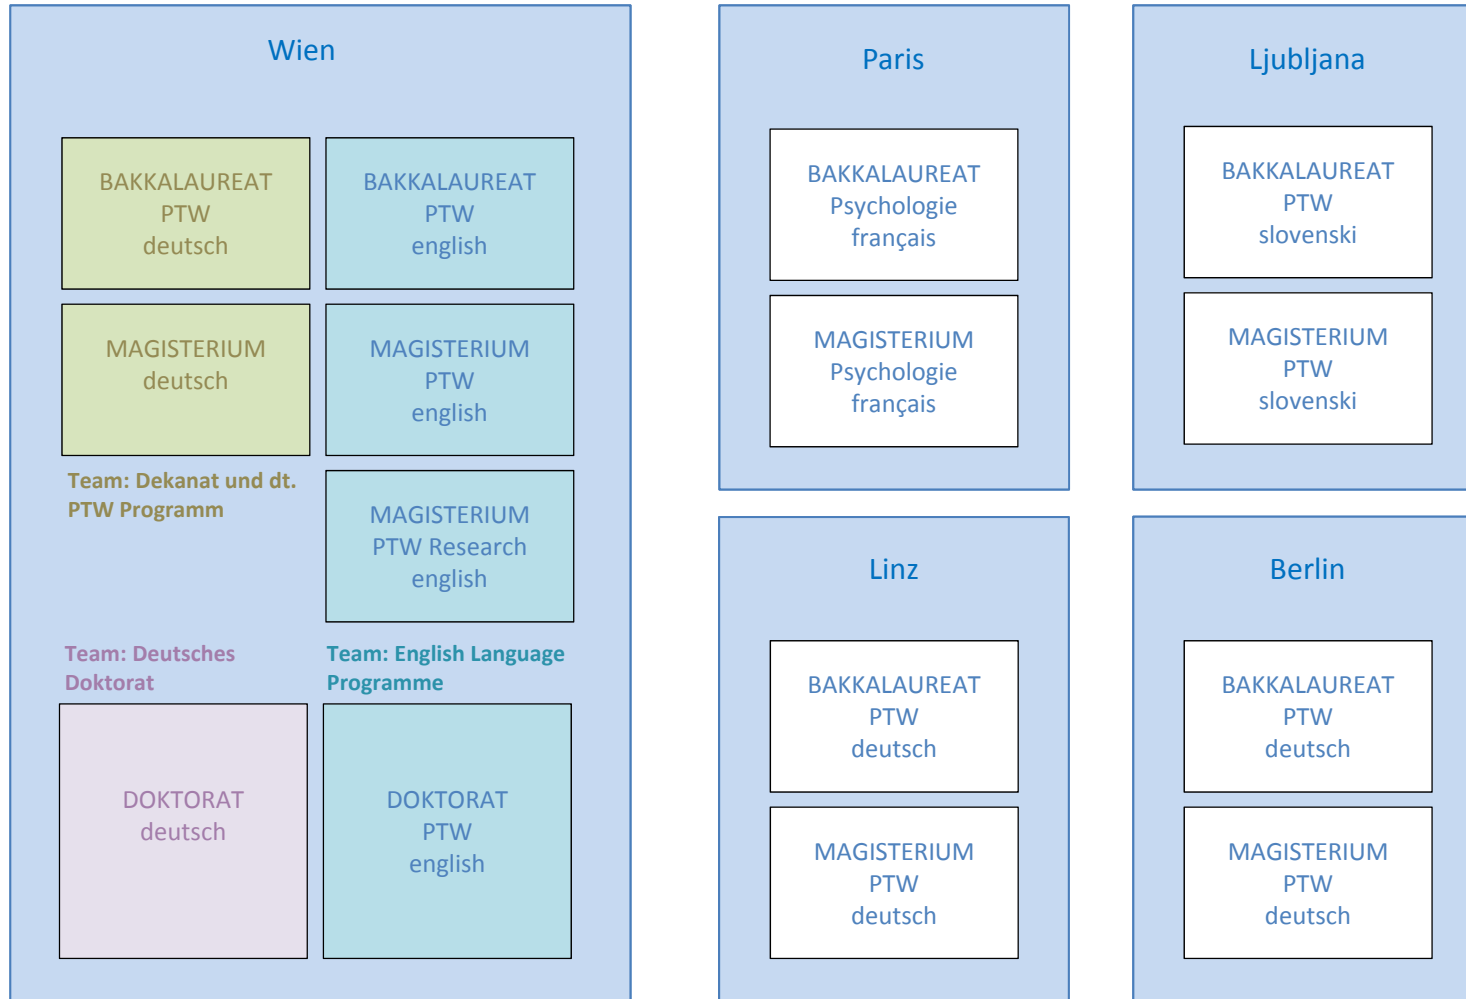 Wien
BAKKALAUREAT
PTW
deutsch
BAKKALAUREAT
PTW
english
MAGISTERIUM
deutsch
MAGISTERIUM
PTW
english
Team: Dekanat und dt.
PTW Programm
MAGISTERIUM
PTW Research
english
Team: Deutsches
Doktorat
Team: English Language
Programme
DOKTORAT
deutsch
DOKTORAT
PTW
english
Paris
BAKKALAUREAT
Psychologie
français
MAGISTERIUM
Psychologie
français
Ljubljana
BAKKALAUREAT
PTW
slovenski
MAGISTERIUM
PTW
slovenski
Linz
BAKKALAUREAT
PTW
deutsch
MAGISTERIUM
PTW
deutsch
Berlin
BAKKALAUREAT
PTW
deutsch
MAGISTERIUM
PTW
deutsch